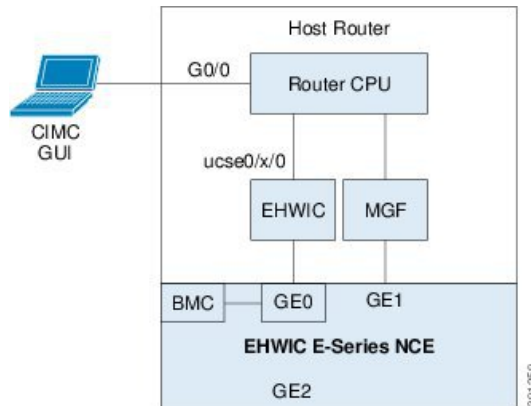 Host Router
G0/0
Router CPU
CIMC
GUI
ucse0/x/0
EHWIC
MGF
BMC
GE0
GE1
EHWIC E-Series NCE
GE2